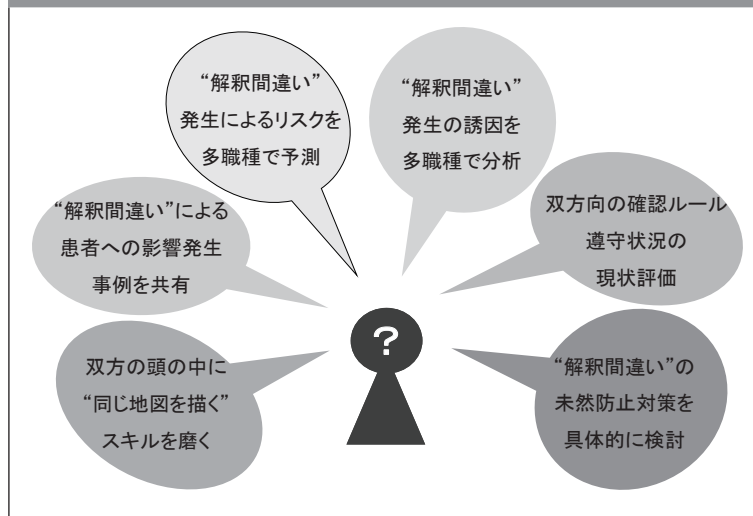 “解釈間違い”
発生によるリスクを
多職種で予測
“解釈間違い”
発生の誘因を
多職種で分析
“解釈間違い”による
患者への影響発生
事例を共有
双方向の確認ルール
遵守状況の
現状評価
双方の頭の中に
“同じ地図を描く”
スキルを磨く
“解釈間違い”の
未然防止対策を
具体的に検討
?